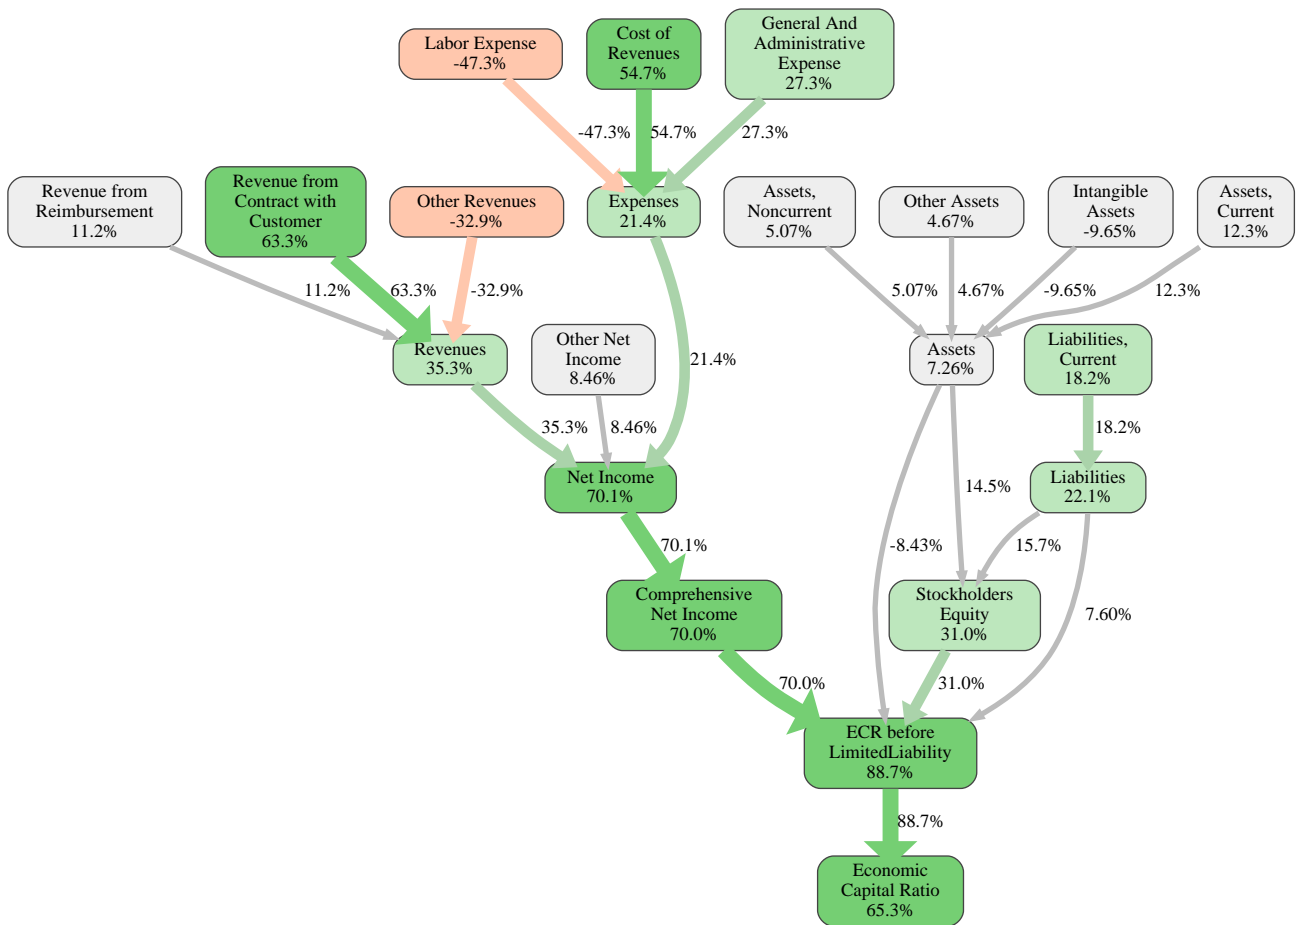 Labor Expense
-47.3%
Cost of
Revenues
54.7%
General And
Administrative
Expense
27.3%
-47.3%
54.7%
27.3%
Revenue from
Reimbursement
11.2%
Revenue from
Contract with
Customer
63.3%
Other Revenues
-32.9%
Expenses
21.4%
Assets,
Noncurrent
5.07%
Other Assets
4.67%
Intangible
Assets
-9.65%
Assets,
Current
12.3%
11.2%
63.3%
-32.9%
5.07%
4.67%
-9.65%
12.3%
Revenues
35.3%
Other Net
Income
8.46%
21.4%
Assets
7.26%
Liabilities,
Current
18.2%
35.3%
8.46%
18.2%
Net Income
70.1%
14.5%
Liabilities
22.1%
70.1%
-8.43%
15.7%
Comprehensive
Net Income
70.0%
Stockholders
Equity
31.0%
7.60%
70.0%
31.0%
ECR before
LimitedLiability
88.7%
88.7%
Economic
Capital Ratio
65.3%